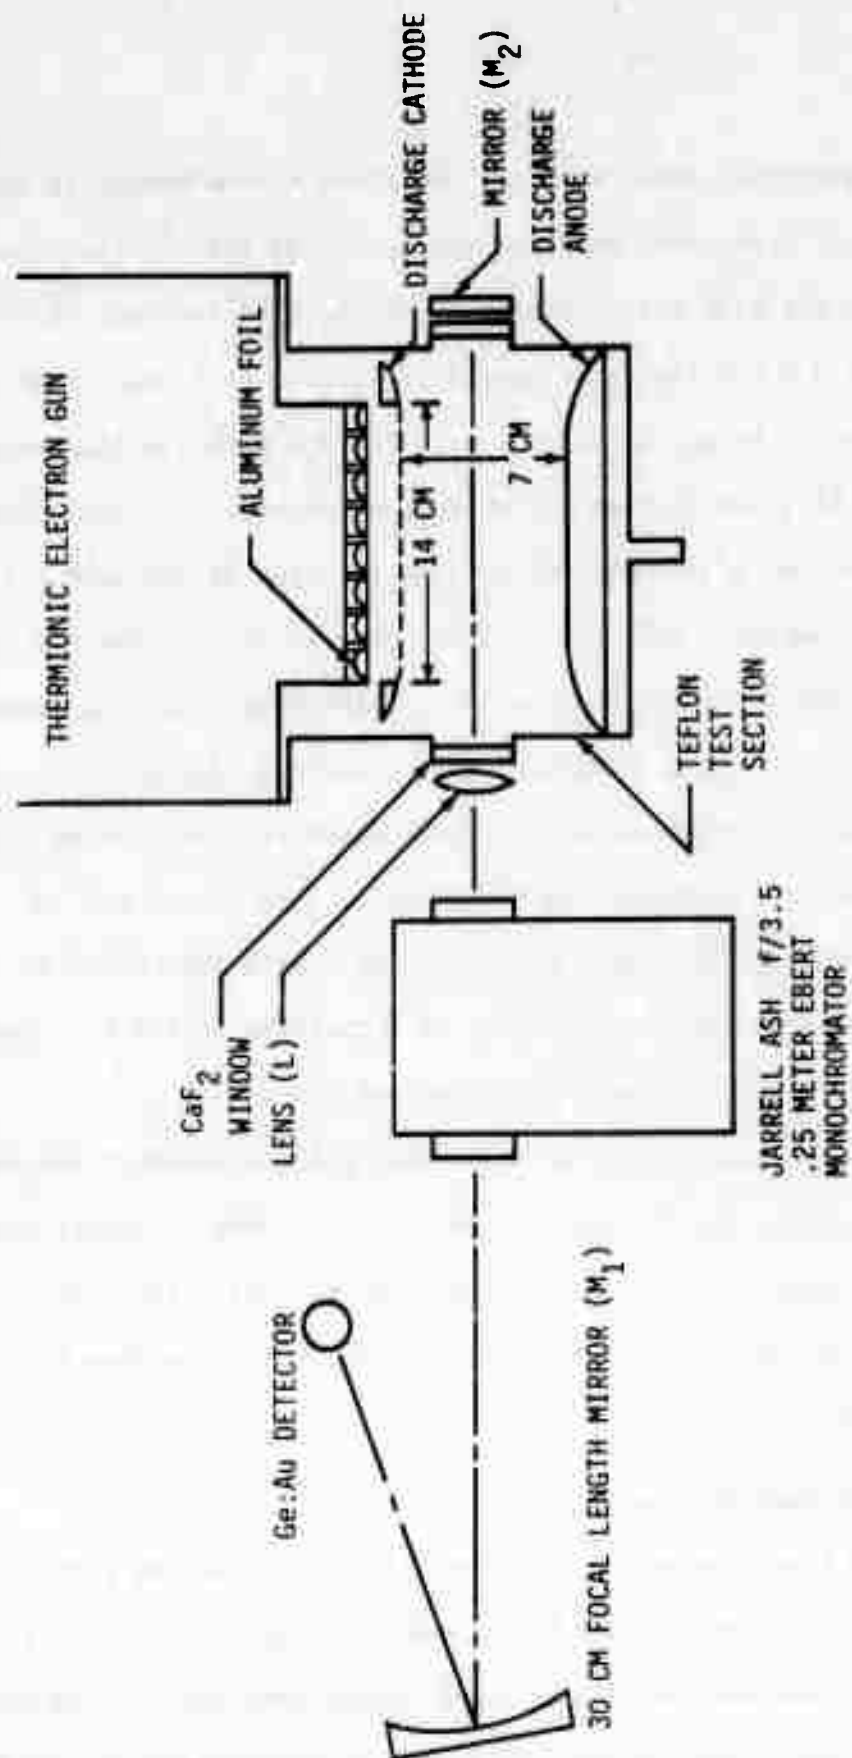 THERMIONIC ELECTRON GUN
ALUMINUM FOIL
DISCHARGE CATHODE
MIRROR (M2)
DISCHARGE
ANODE
14 CM
7 CM
CaF2
WINDOW
LENS (L)
TEFLON
TEST
SECTION
JARRELL ASH f/3.5
.25 METER EBERT
MONOCHROMATOR
Ge:Au DETECTOR
30 CM FOCAL LENGTH MIRROR (M1)